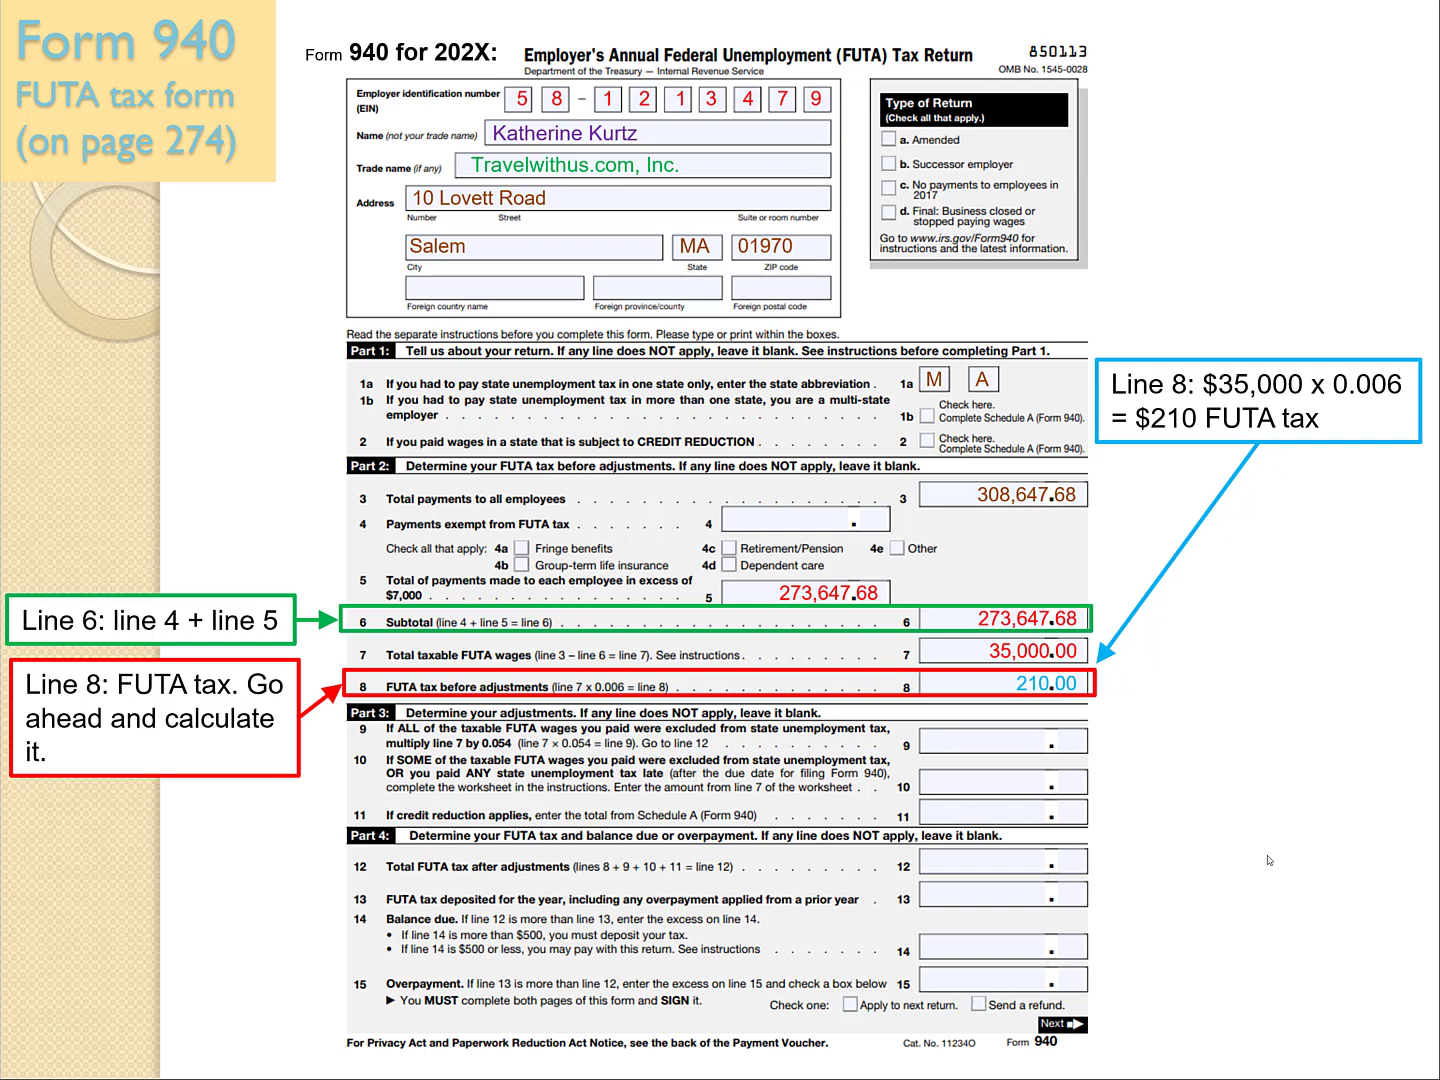 Form 940
FUTA tax form
(on page 274)
Form 940 for 202X:
Employer's Annual Federal Unemployment (FUTA) Tax Return
Department of the Treasury — Internal Revenue Service
850113
OMB No. 1545-0028
Employer identification number
(EIN)
5 8 – 1 2 1 3 4 7 9
Name (not your trade name) Katherine Kurtz
Trade name (if any) Travelwithus.com, Inc.
Address 10 Lovett Road
Number Street Suite or room number
Salem MA 01970
City State ZIP code
Foreign country name Foreign province/county Foreign postal code
Type of Return
(Check all that apply.)
a. Amended
b. Successor employer
c. No payments to employees in
2017
d. Final: Business closed or
stopped paying wages
Go to www.irs.gov/Form940 for
instructions and the latest information.
Read the separate instructions before you complete this form. Please type or print within the boxes.
Part 1: Tell us about your return. If any line does NOT apply, leave it blank. See instructions before completing Part 1.
1a If you had to pay state unemployment tax in one state only, enter the state abbreviation . 1a M A
1b If you had to pay state unemployment tax in more than one state, you are a multi-state
employer . . . . . . . . . . . . . . . . . . . . . . 1b Check here.
Complete Schedule A (Form 940).
2 If you paid wages in a state that is subject to CREDIT REDUCTION . . . . . . . . 2 Check here.
Complete Schedule A (Form 940).
Part 2: Determine your FUTA tax before adjustments. If any line does NOT apply, leave it blank.
3 Total payments to all employees . . . . . . . . . . . . . . . . 3 308,647.68
4 Payments exempt from FUTA tax . . . . . . . 4 .
Check all that apply: 4a Fringe benefits 4c Retirement/Pension 4e Other
4b Group-term life insurance 4d Dependent care
5 Total of payments made to each employee in excess of
$7,000 . . . . . . . . . . . . . . . 5 273,647.68
6 Subtotal (line 4 + line 5 = line 6) . . . . . . . . . . . . . . . . . 6 273,647.68
7 Total taxable FUTA wages (line 3 – line 6 = line 7). See instructions . . . . . . . . 7 35,000.00
8 FUTA tax before adjustments (line 7 x 0.006 = line 8) . . . . . . . . . . . 8 210.00
Line 8: $35,000 x 0.006
= $210 FUTA tax
Line 6: line 4 + line 5
Line 8: FUTA tax. Go
ahead and calculate
it.
Part 3: Determine your adjustments. If any line does NOT apply, leave it blank.
9 If ALL of the taxable FUTA wages you paid were excluded from state unemployment tax,
multiply line 7 by 0.054 (line 7 × 0.054 = line 9). Go to line 12 . . . . . . . . . . 9 .
10 If SOME of the taxable FUTA wages you paid were excluded from state unemployment tax,
OR you paid ANY state unemployment tax late (after the due date for filing Form 940),
complete the worksheet in the instructions. Enter the amount from line 7 of the worksheet . . 10 .
11 If credit reduction applies, enter the total from Schedule A (Form 940) . . . . . . . 11 .
Part 4: Determine your FUTA tax and balance due or overpayment. If any line does NOT apply, leave it blank.
12 Total FUTA tax after adjustments (lines 8 + 9 + 10 + 11 = line 12) . . . . . . . . 12 .
13 FUTA tax deposited for the year, including any overpayment applied from a prior year . 13 .
14 Balance due. If line 12 is more than line 13, enter the excess on line 14.
• If line 14 is more than $500, you must deposit your tax.
• If line 14 is $500 or less, you may pay with this return. See instructions . . . . . . . 14 .
15 Overpayment. If line 13 is more than line 12, enter the excess on line 15 and check a box below 15 .
▶ You MUST complete both pages of this form and SIGN it. Check one: Apply to next return. Send a refund.
Next ■▶
For Privacy Act and Paperwork Reduction Act Notice, see the back of the Payment Voucher. Cat. No. 11234O Form 940